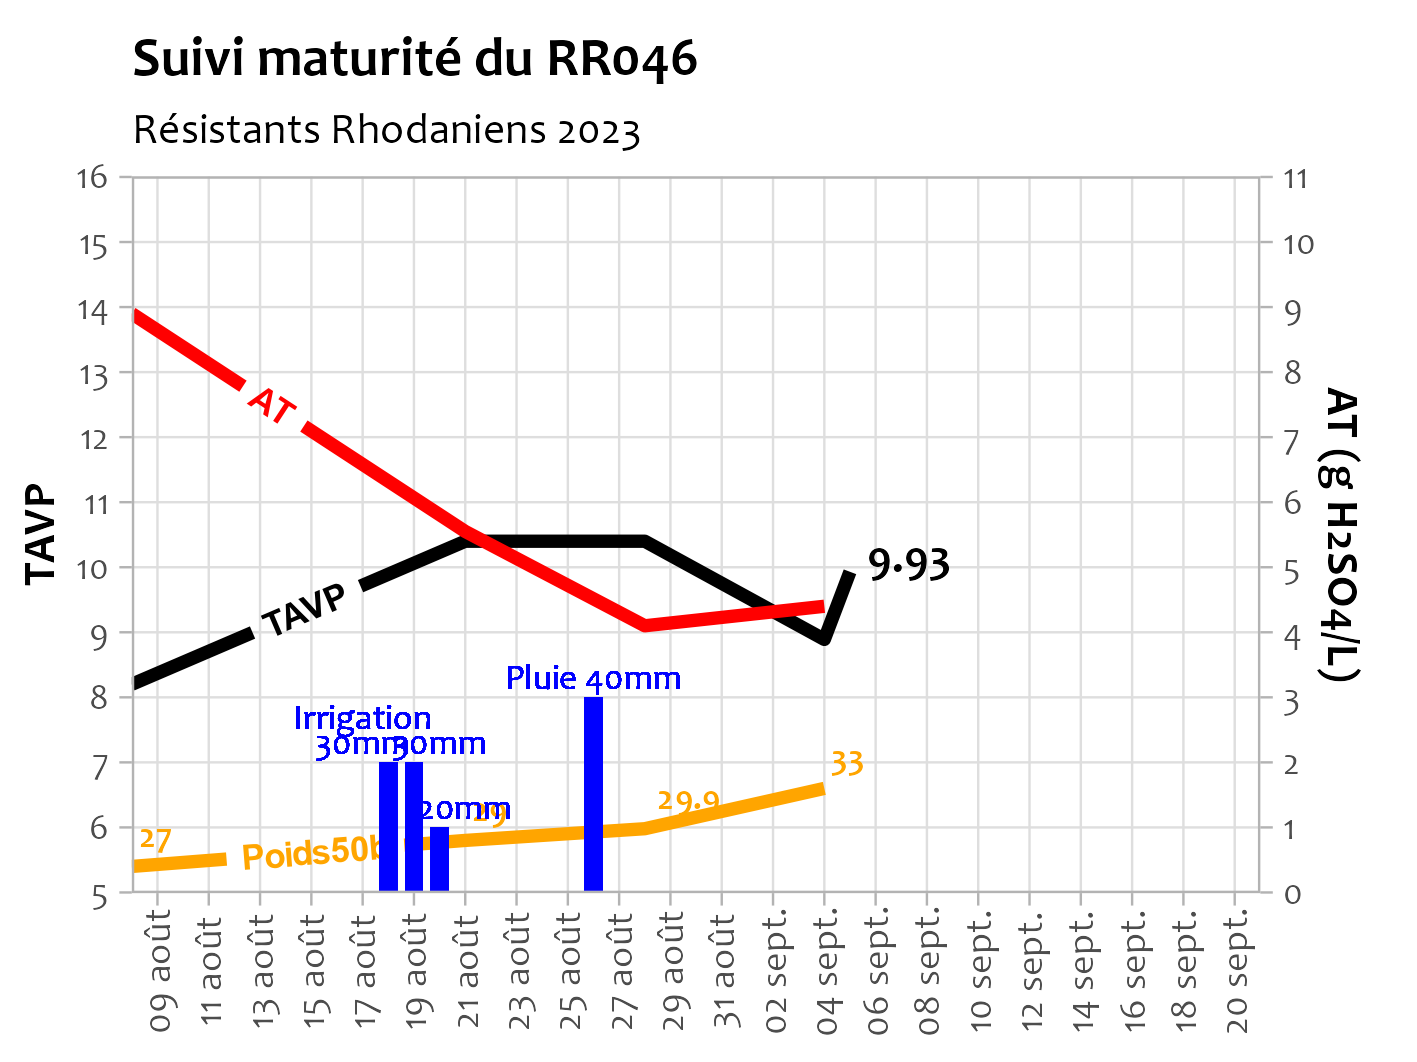 Suivi maturité du RR046
Résistants Rhodaniens 2023
16
15
14
13
12
11
10
9
8
7
6
5
TAVP
11
10
9
8
7
6
5
4
3
2
1
0
AT (g H2SO4/L)
AT
TAVP
9.93
Pluie 40mm
Irrigation
30mm
30mm
20mm
27
29
29.9
33
Poids50b
09 août
11 août
13 août
15 août
17 août
19 août
21 août
23 août
25 août
27 août
29 août
31 août
02 sept.
04 sept.
06 sept.
08 sept.
10 sept.
12 sept.
14 sept.
16 sept.
18 sept.
20 sept.